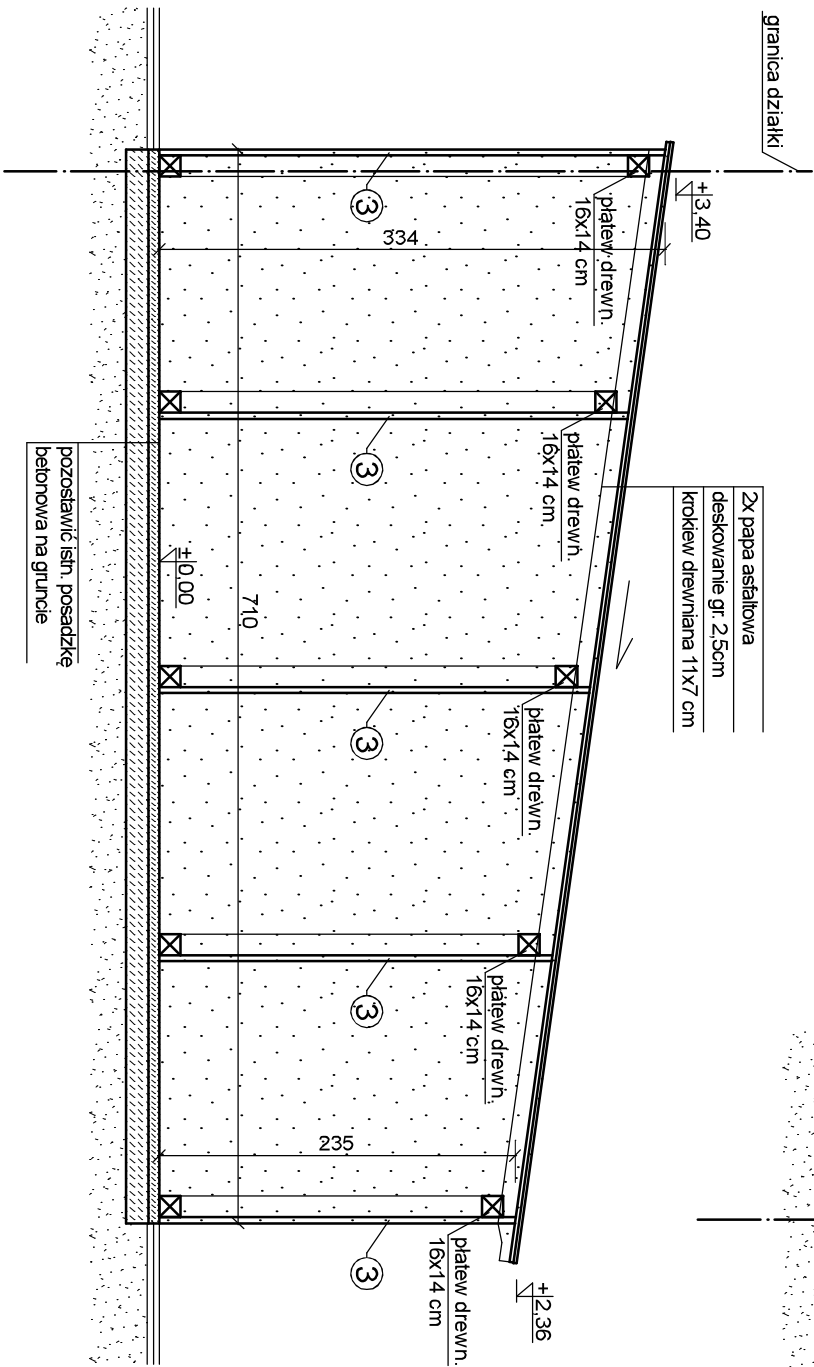 granica działki
+3,40
płatew drewn.
16x14 cm
3
334
2x papa asfaltowa
deskowanie gr. 2,5cm
krokiew drewniana 11x7 cm
płatew drewn.
16x14 cm
3
±0,00
710
pozostawić istn. posadzkę
betonowa na gruncie
płatew drewn.
16x14 cm
3
płatew drewn.
16x14 cm
3
235
płatew drewn.
16x14 cm
3
+2,36